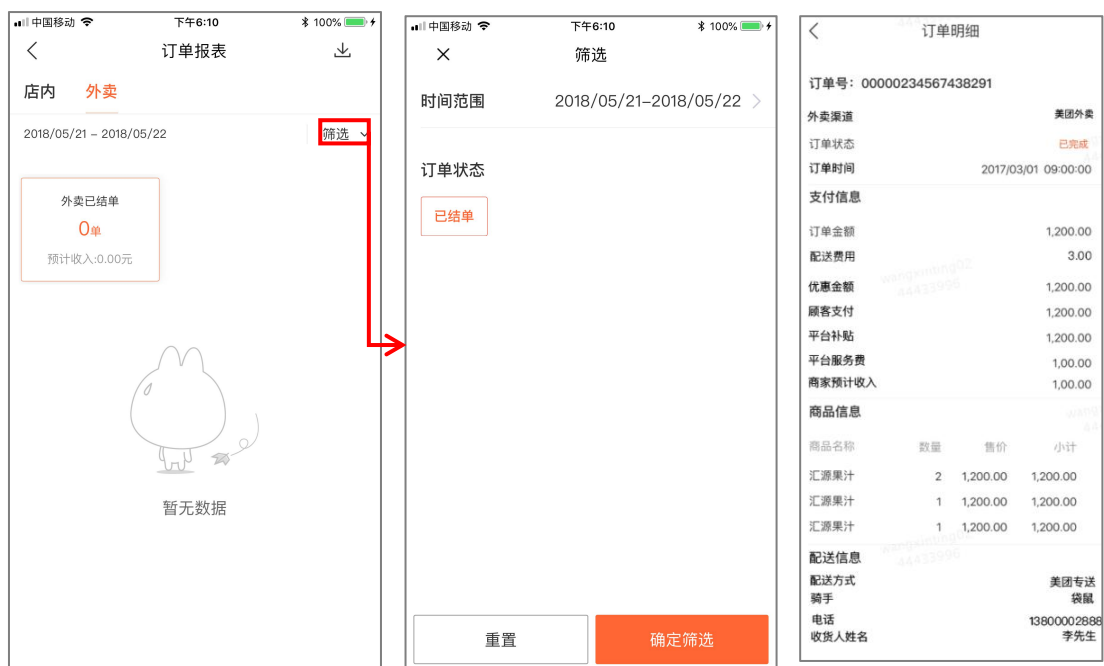 中国移动 下午6:10 100%
订单报表
店内 外卖
2018/05/21 – 2018/05/22 筛选
外卖已结单
0单
预计收入:0.00元
暂无数据
中国移动 下午6:10 100%
筛选
时间范围 2018/05/21–2018/05/22
订单状态
已结单
重置 确定筛选
订单明细
订单号：00000234567438291
外卖渠道 美团外卖
订单状态 已完成
订单时间 2017/03/01 09:00:00
支付信息
订单金额 1,200.00
配送费用 3.00
wangxinting02
44433996
优惠金额 1,200.00
顾客支付 1,200.00
平台补贴 1,200.00
平台服务费 1,00.00
商家预计收入 1,00.00
商品信息
商品名称 数量 售价 小计
汇源果汁 2 1,200.00 1,200.00
汇源果汁 1 1,200.00 1,200.00
汇源果汁 1 1,200.00 1,200.00
wangxinting02
44433996
配送信息
配送方式 美团专送
骑手 袋鼠
电话 13800002888
收货人姓名 李先生